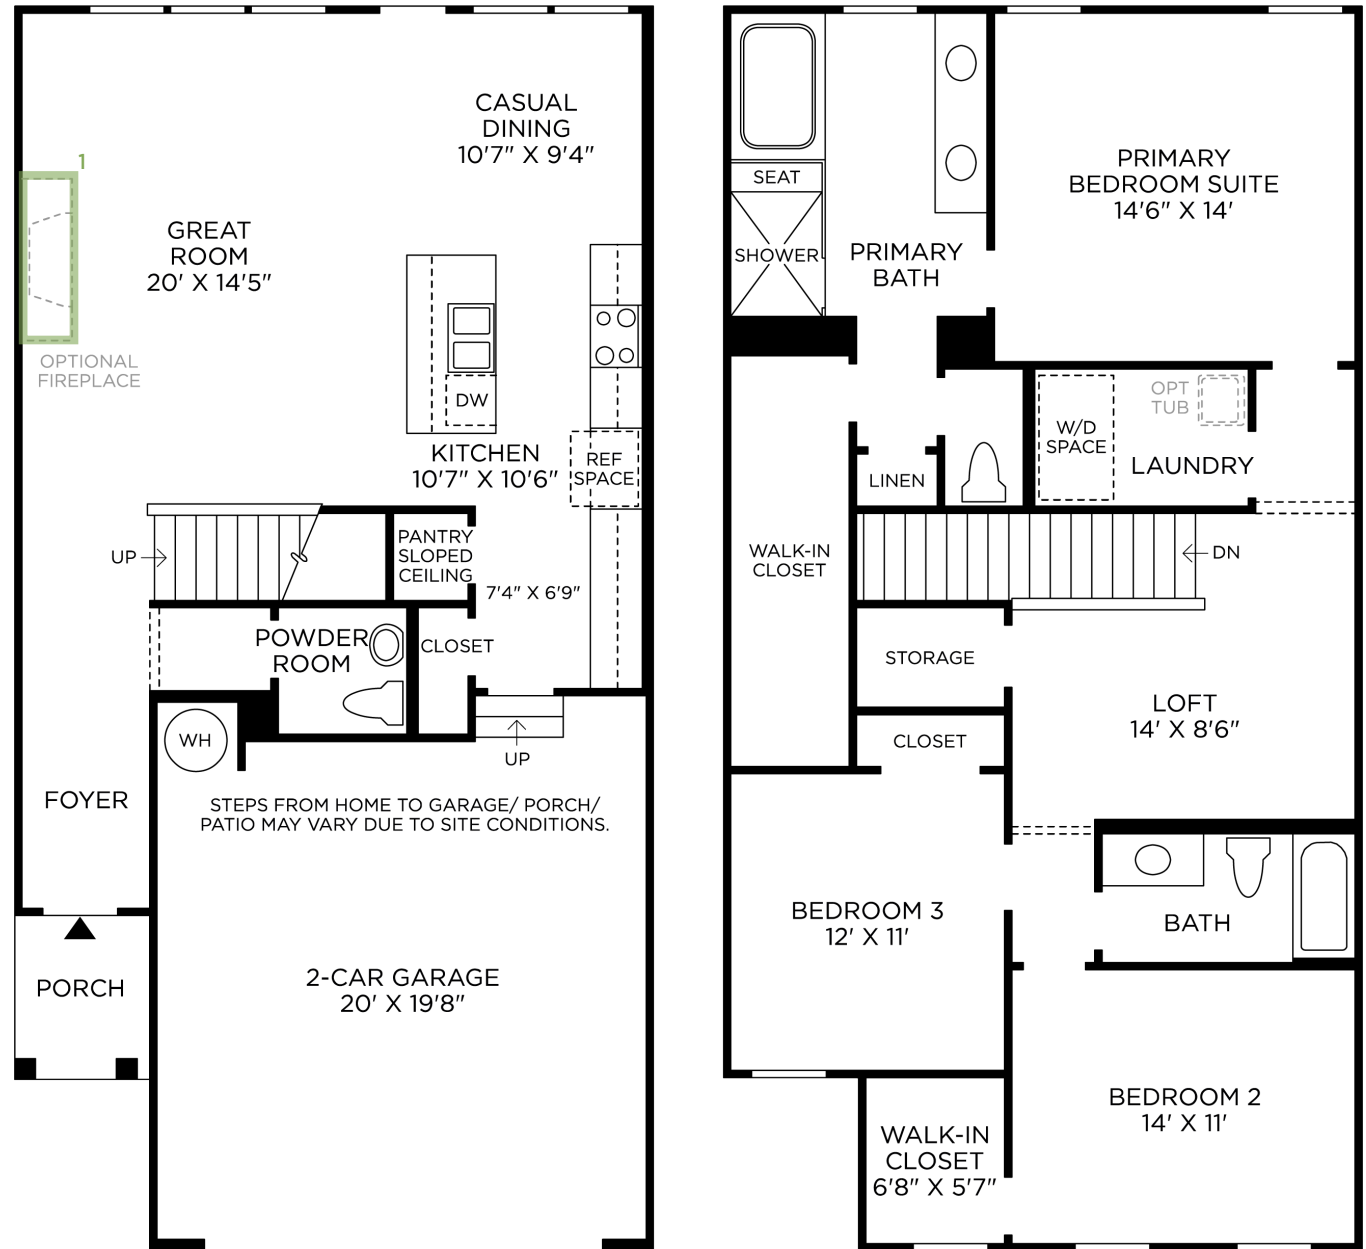 CASUAL
DINING
10'7" X 9'4"
1
GREAT
ROOM
20' X 14'5"
OPTIONAL
FIREPLACE
DW
KITCHEN
10'7" X 10'6"
REF
SPACE
UP
PANTRY
SLOPED
CEILING
7'4" X 6'9"
POWDER
ROOM
CLOSET
WH
UP
FOYER
STEPS FROM HOME TO GARAGE/ PORCH/
PATIO MAY VARY DUE TO SITE CONDITIONS.
PORCH
2-CAR GARAGE
20' X 19'8"
SEAT
SHOWER
PRIMARY
BATH
PRIMARY
BEDROOM SUITE
14'6" X 14'
OPT
TUB
W/D
SPACE
LAUNDRY
LINEN
WALK-IN
CLOSET
DN
STORAGE
LOFT
14' X 8'6"
CLOSET
BEDROOM 3
12' X 11'
BATH
BEDROOM 2
14' X 11'
WALK-IN
CLOSET
6'8" X 5'7"